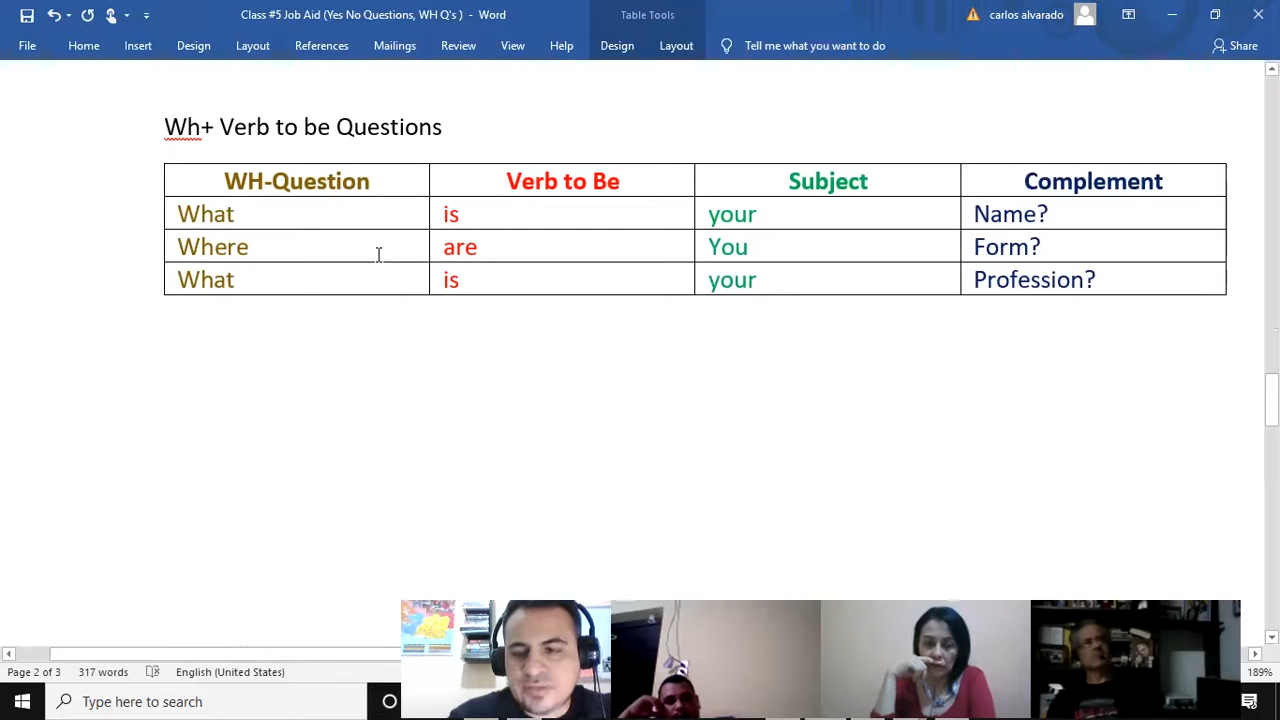 Class #5 Job Aid (Yes No Questions, WH Q's ) - Word
Table Tools
carlos alvarado
File Home Insert Design Layout References Mailings Review View Help Design Layout Tell me what you want to do Share
Wh+ Verb to be Questions
WH-Question Verb to Be Subject Complement
What is your Name?
Where are You Form?
What is your Profession?
Page 2 of 3 317 words English (United States) 189%
Type here to search